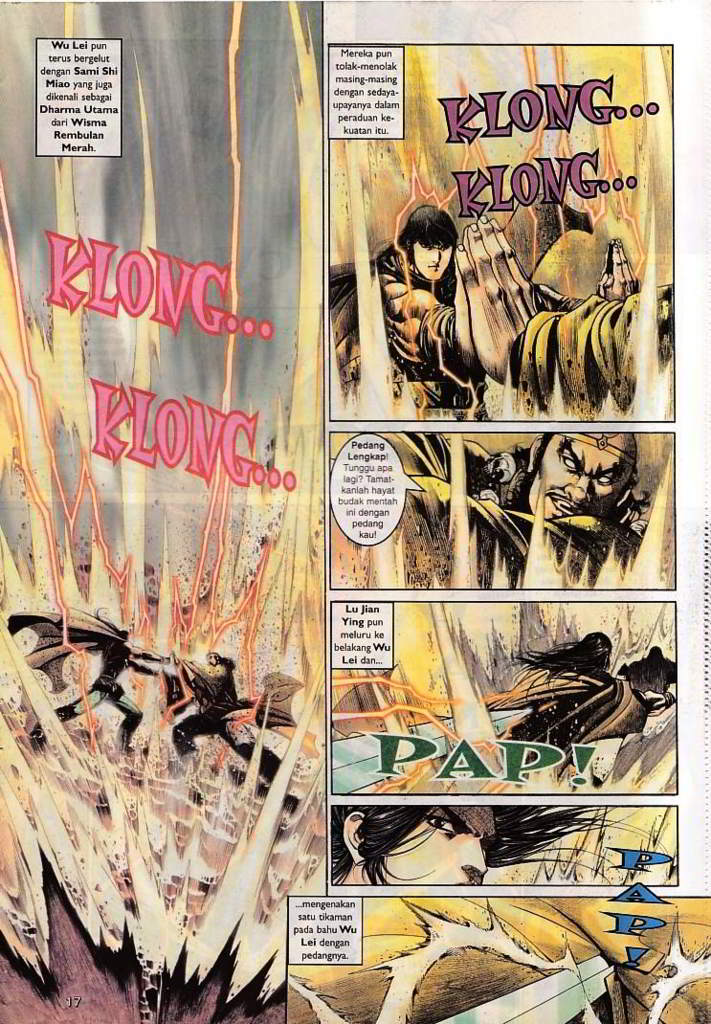 Wu Lei pun
terus bergelut
dengan Sami Shi
Miao yang juga
dikenali sebagai
Dharma Utama
dari Wisma
Rembulan
Merah.
KLONG...
KLONG...
Mereka pun
tolak-menolak
masing-masing
dengan sedaya-
upayanya dalam
peraduan ke-
kuatan itu.
KLONG...
KLONG...
Pedang
Lengkap!
Tunggu apa
lagi? Tamat-
kanlah hayat
budak mentah
ini dengan
pedang
kau!
Lu Jian
Ying pun
meluru ke
belakang Wu
Lei dan...
PAP!
PAP!
...mengenakan
satu tikaman
pada bahu Wu
Lei dengan
pedangnya.
17